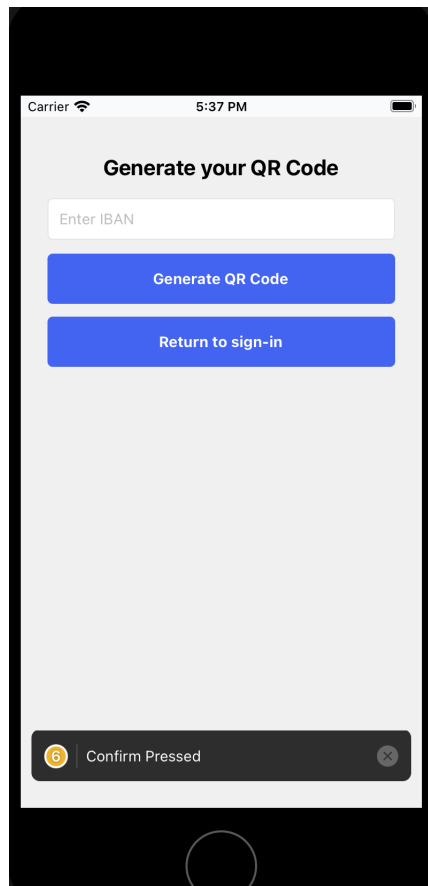 Carrier 5:37 PM
Generate your QR Code
Enter IBAN
Generate QR Code
Return to sign-in
6 Confirm Pressed